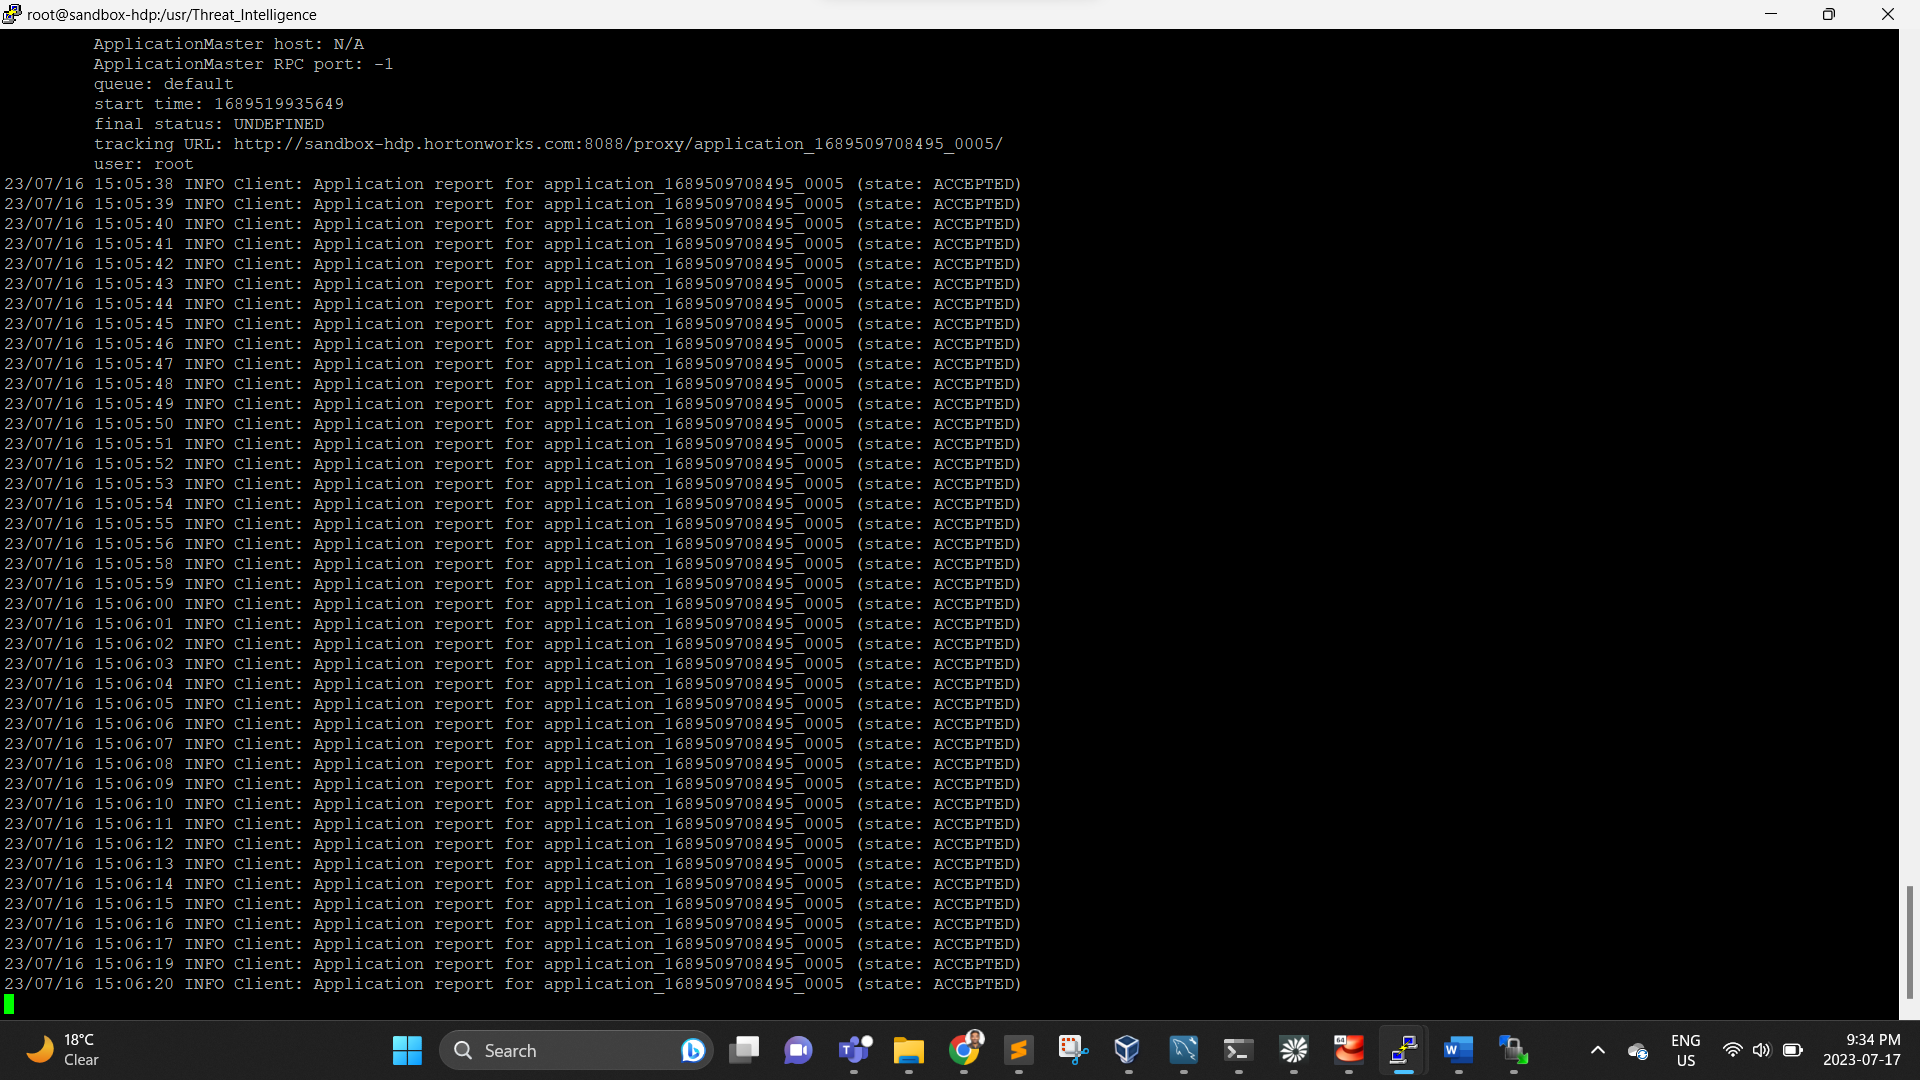 root@sandbox-hdp:/usr/Threat_Intelligence
ApplicationMaster host: N/A
ApplicationMaster RPC port: -1
queue: default
start time: 1689519935649
final status: UNDEFINED
tracking URL: http://sandbox-hdp.hortonworks.com:8088/proxy/application_1689509708495_0005/
user: root
23/07/16 15:05:38 INFO Client: Application report for application_1689509708495_0005 (state: ACCEPTED)
23/07/16 15:05:39 INFO Client: Application report for application_1689509708495_0005 (state: ACCEPTED)
23/07/16 15:05:40 INFO Client: Application report for application_1689509708495_0005 (state: ACCEPTED)
23/07/16 15:05:41 INFO Client: Application report for application_1689509708495_0005 (state: ACCEPTED)
23/07/16 15:05:42 INFO Client: Application report for application_1689509708495_0005 (state: ACCEPTED)
23/07/16 15:05:43 INFO Client: Application report for application_1689509708495_0005 (state: ACCEPTED)
23/07/16 15:05:44 INFO Client: Application report for application_1689509708495_0005 (state: ACCEPTED)
23/07/16 15:05:45 INFO Client: Application report for application_1689509708495_0005 (state: ACCEPTED)
23/07/16 15:05:46 INFO Client: Application report for application_1689509708495_0005 (state: ACCEPTED)
23/07/16 15:05:47 INFO Client: Application report for application_1689509708495_0005 (state: ACCEPTED)
23/07/16 15:05:48 INFO Client: Application report for application_1689509708495_0005 (state: ACCEPTED)
23/07/16 15:05:49 INFO Client: Application report for application_1689509708495_0005 (state: ACCEPTED)
23/07/16 15:05:50 INFO Client: Application report for application_1689509708495_0005 (state: ACCEPTED)
23/07/16 15:05:51 INFO Client: Application report for application_1689509708495_0005 (state: ACCEPTED)
23/07/16 15:05:52 INFO Client: Application report for application_1689509708495_0005 (state: ACCEPTED)
23/07/16 15:05:53 INFO Client: Application report for application_1689509708495_0005 (state: ACCEPTED)
23/07/16 15:05:54 INFO Client: Application report for application_1689509708495_0005 (state: ACCEPTED)
23/07/16 15:05:55 INFO Client: Application report for application_1689509708495_0005 (state: ACCEPTED)
23/07/16 15:05:56 INFO Client: Application report for application_1689509708495_0005 (state: ACCEPTED)
23/07/16 15:05:58 INFO Client: Application report for application_1689509708495_0005 (state: ACCEPTED)
23/07/16 15:05:59 INFO Client: Application report for application_1689509708495_0005 (state: ACCEPTED)
23/07/16 15:06:00 INFO Client: Application report for application_1689509708495_0005 (state: ACCEPTED)
23/07/16 15:06:01 INFO Client: Application report for application_1689509708495_0005 (state: ACCEPTED)
23/07/16 15:06:02 INFO Client: Application report for application_1689509708495_0005 (state: ACCEPTED)
23/07/16 15:06:03 INFO Client: Application report for application_1689509708495_0005 (state: ACCEPTED)
23/07/16 15:06:04 INFO Client: Application report for application_1689509708495_0005 (state: ACCEPTED)
23/07/16 15:06:05 INFO Client: Application report for application_1689509708495_0005 (state: ACCEPTED)
23/07/16 15:06:06 INFO Client: Application report for application_1689509708495_0005 (state: ACCEPTED)
23/07/16 15:06:07 INFO Client: Application report for application_1689509708495_0005 (state: ACCEPTED)
23/07/16 15:06:08 INFO Client: Application report for application_1689509708495_0005 (state: ACCEPTED)
23/07/16 15:06:09 INFO Client: Application report for application_1689509708495_0005 (state: ACCEPTED)
23/07/16 15:06:10 INFO Client: Application report for application_1689509708495_0005 (state: ACCEPTED)
23/07/16 15:06:11 INFO Client: Application report for application_1689509708495_0005 (state: ACCEPTED)
23/07/16 15:06:12 INFO Client: Application report for application_1689509708495_0005 (state: ACCEPTED)
23/07/16 15:06:13 INFO Client: Application report for application_1689509708495_0005 (state: ACCEPTED)
23/07/16 15:06:14 INFO Client: Application report for application_1689509708495_0005 (state: ACCEPTED)
23/07/16 15:06:15 INFO Client: Application report for application_1689509708495_0005 (state: ACCEPTED)
23/07/16 15:06:16 INFO Client: Application report for application_1689509708495_0005 (state: ACCEPTED)
23/07/16 15:06:17 INFO Client: Application report for application_1689509708495_0005 (state: ACCEPTED)
23/07/16 15:06:19 INFO Client: Application report for application_1689509708495_0005 (state: ACCEPTED)
23/07/16 15:06:20 INFO Client: Application report for application_1689509708495_0005 (state: ACCEPTED)
18°C
Clear
Search
64
ENG
US
9:34 PM
2023-07-17